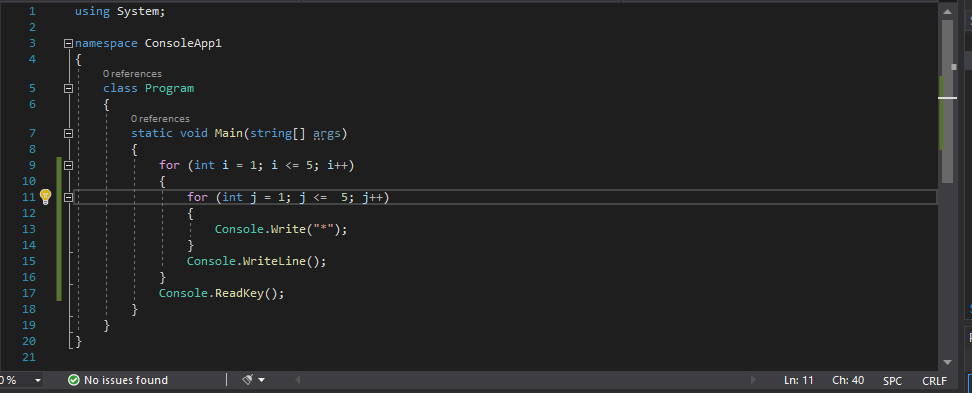 1 using System;
2
3 namespace ConsoleApp1
4 {
0 references
5 class Program
6 {
0 references
7 static void Main(string[] args)
8 {
9 for (int i = 1; i <= 5; i++)
10 {
11 for (int j = 1; j <=  5; j++)
12 {
13 Console.Write("*");
14 }
15 Console.WriteLine();
16 }
17 Console.ReadKey();
18 }
19 }
20 }
21
0 % No issues found Ln: 11 Ch: 40 SPC CRLF